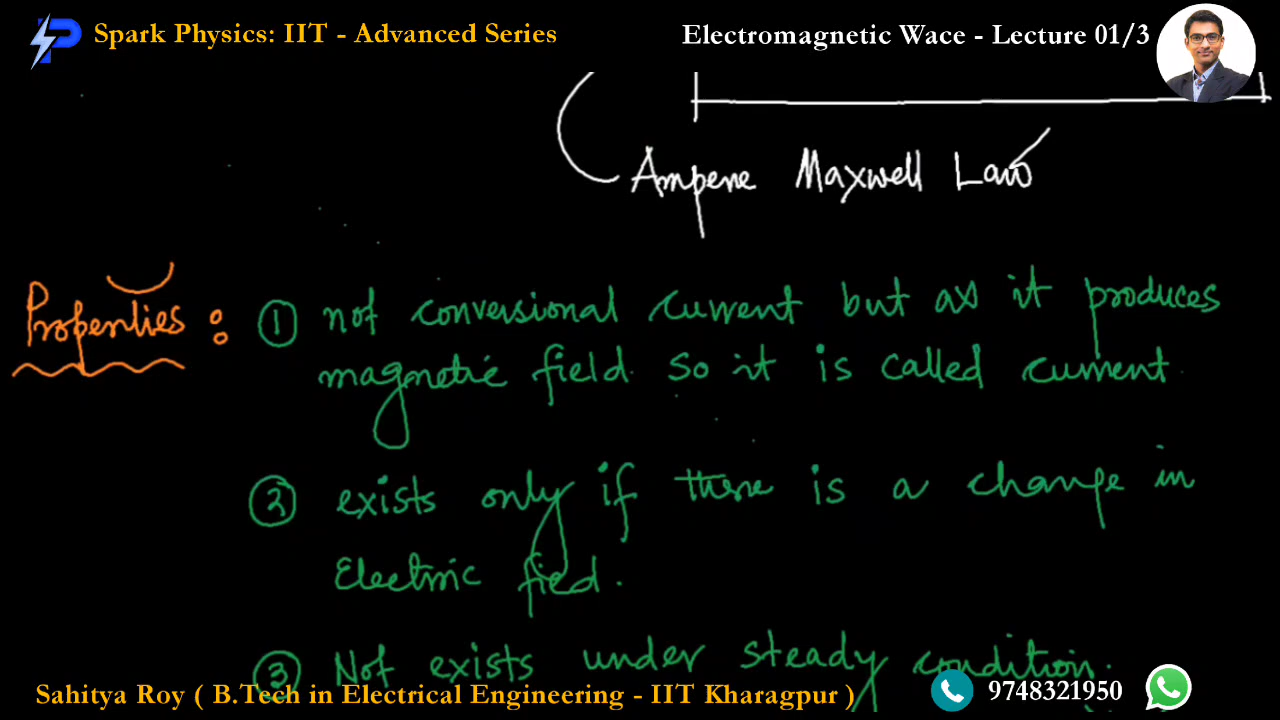 Spark Physics: IIT - Advanced Series
Electromagnetic Wace - Lecture 01/3
Ampere Maxwell Law
Properties :
① not conversional current but as it produces
magnetic field. so it is called current.
② exists only if there is a change in
Electric field.
③ Not exists under steady condition.
Sahitya Roy ( B.Tech in Electrical Engineering - IIT Kharagpur )
9748321950